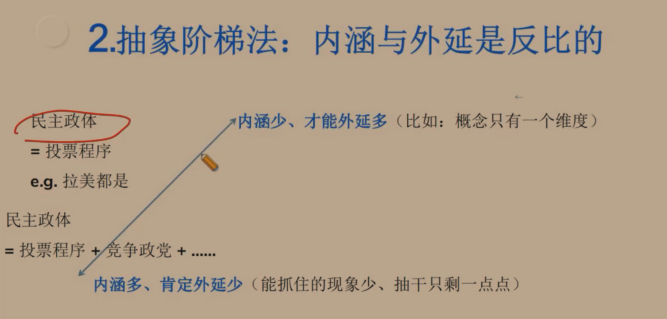 2.抽象阶梯法：内涵与外延是反比的
民主政体
内涵少、才能外延多（比如：概念只有一个维度）
= 投票程序
e.g. 拉美都是
民主政体
= 投票程序 + 竞争政党 + ......
内涵多、肯定外延少（能抓住的现象少、抽干只剩一点点）